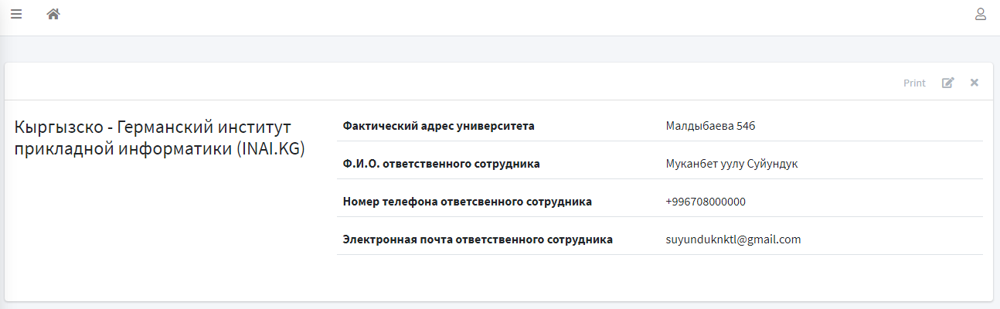 Print
Кыргызско - Германский институт
прикладной информатики (INAI.KG)
Фактический адрес университета Малдыбаева 54б
Ф.И.О. ответственного сотрудника Муканбет уулу Суйундук
Номер телефона ответсвенного сотрудника +996708000000
Электронная почта ответственного сотрудника suyunduknktl@gmail.com